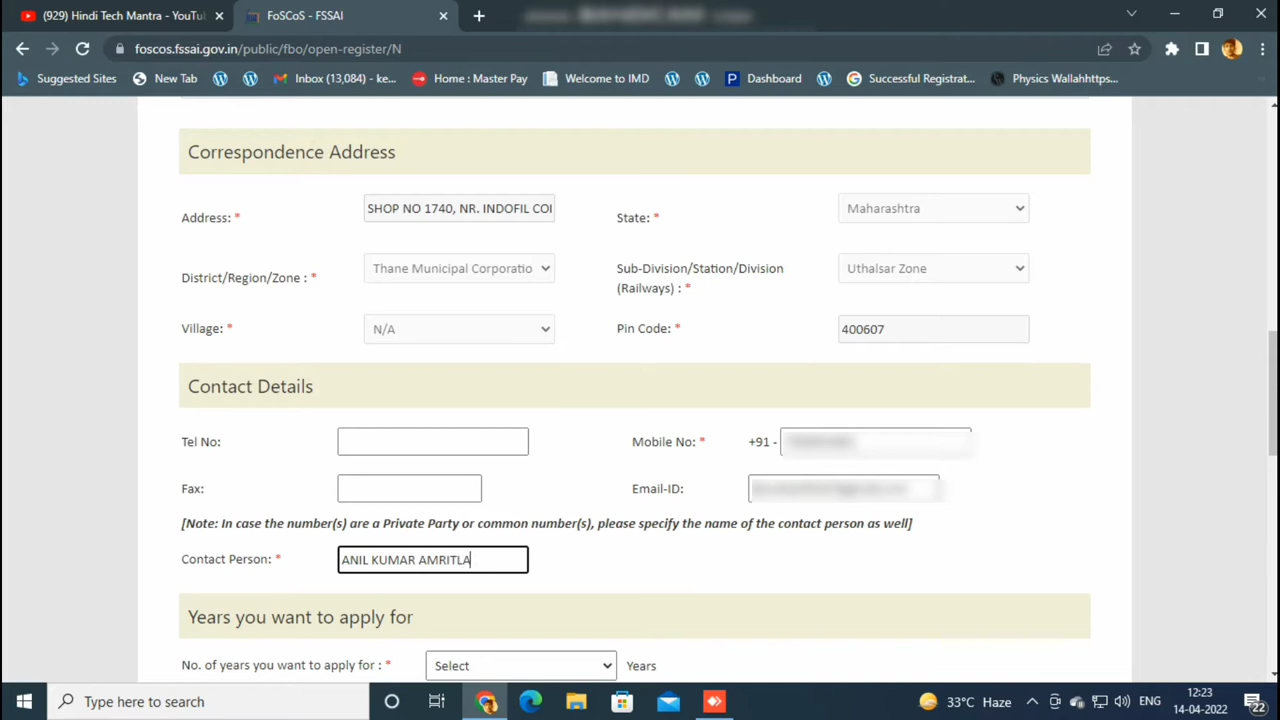 (929) Hindi Tech Mantra - YouTu
FoSCoS - FSSAI
foscos.fssai.gov.in/public/fbo/open-register/N
Suggested Sites
New Tab
Inbox (13,084) - ke...
Home : Master Pay
Welcome to IMD
Dashboard
Successful Registrat...
Physics Wallahhttps...
Correspondence Address
Address: * SHOP NO 1740, NR. INDOFIL COI State: * Maharashtra
District/Region/Zone : * Thane Municipal Corporatio Sub-Division/Station/Division (Railways) : * Uthalsar Zone
Village: * N/A Pin Code: * 400607
Contact Details
Tel No: Mobile No: * +91 -
Fax: Email-ID:
[Note: In case the number(s) are a Private Party or common number(s), please specify the name of the contact person as well]
Contact Person: * ANIL KUMAR AMRITLA
Years you want to apply for
No. of years you want to apply for : * Select Years
Type here to search
33°C Haze
ENG
12:23
14-04-2022
22